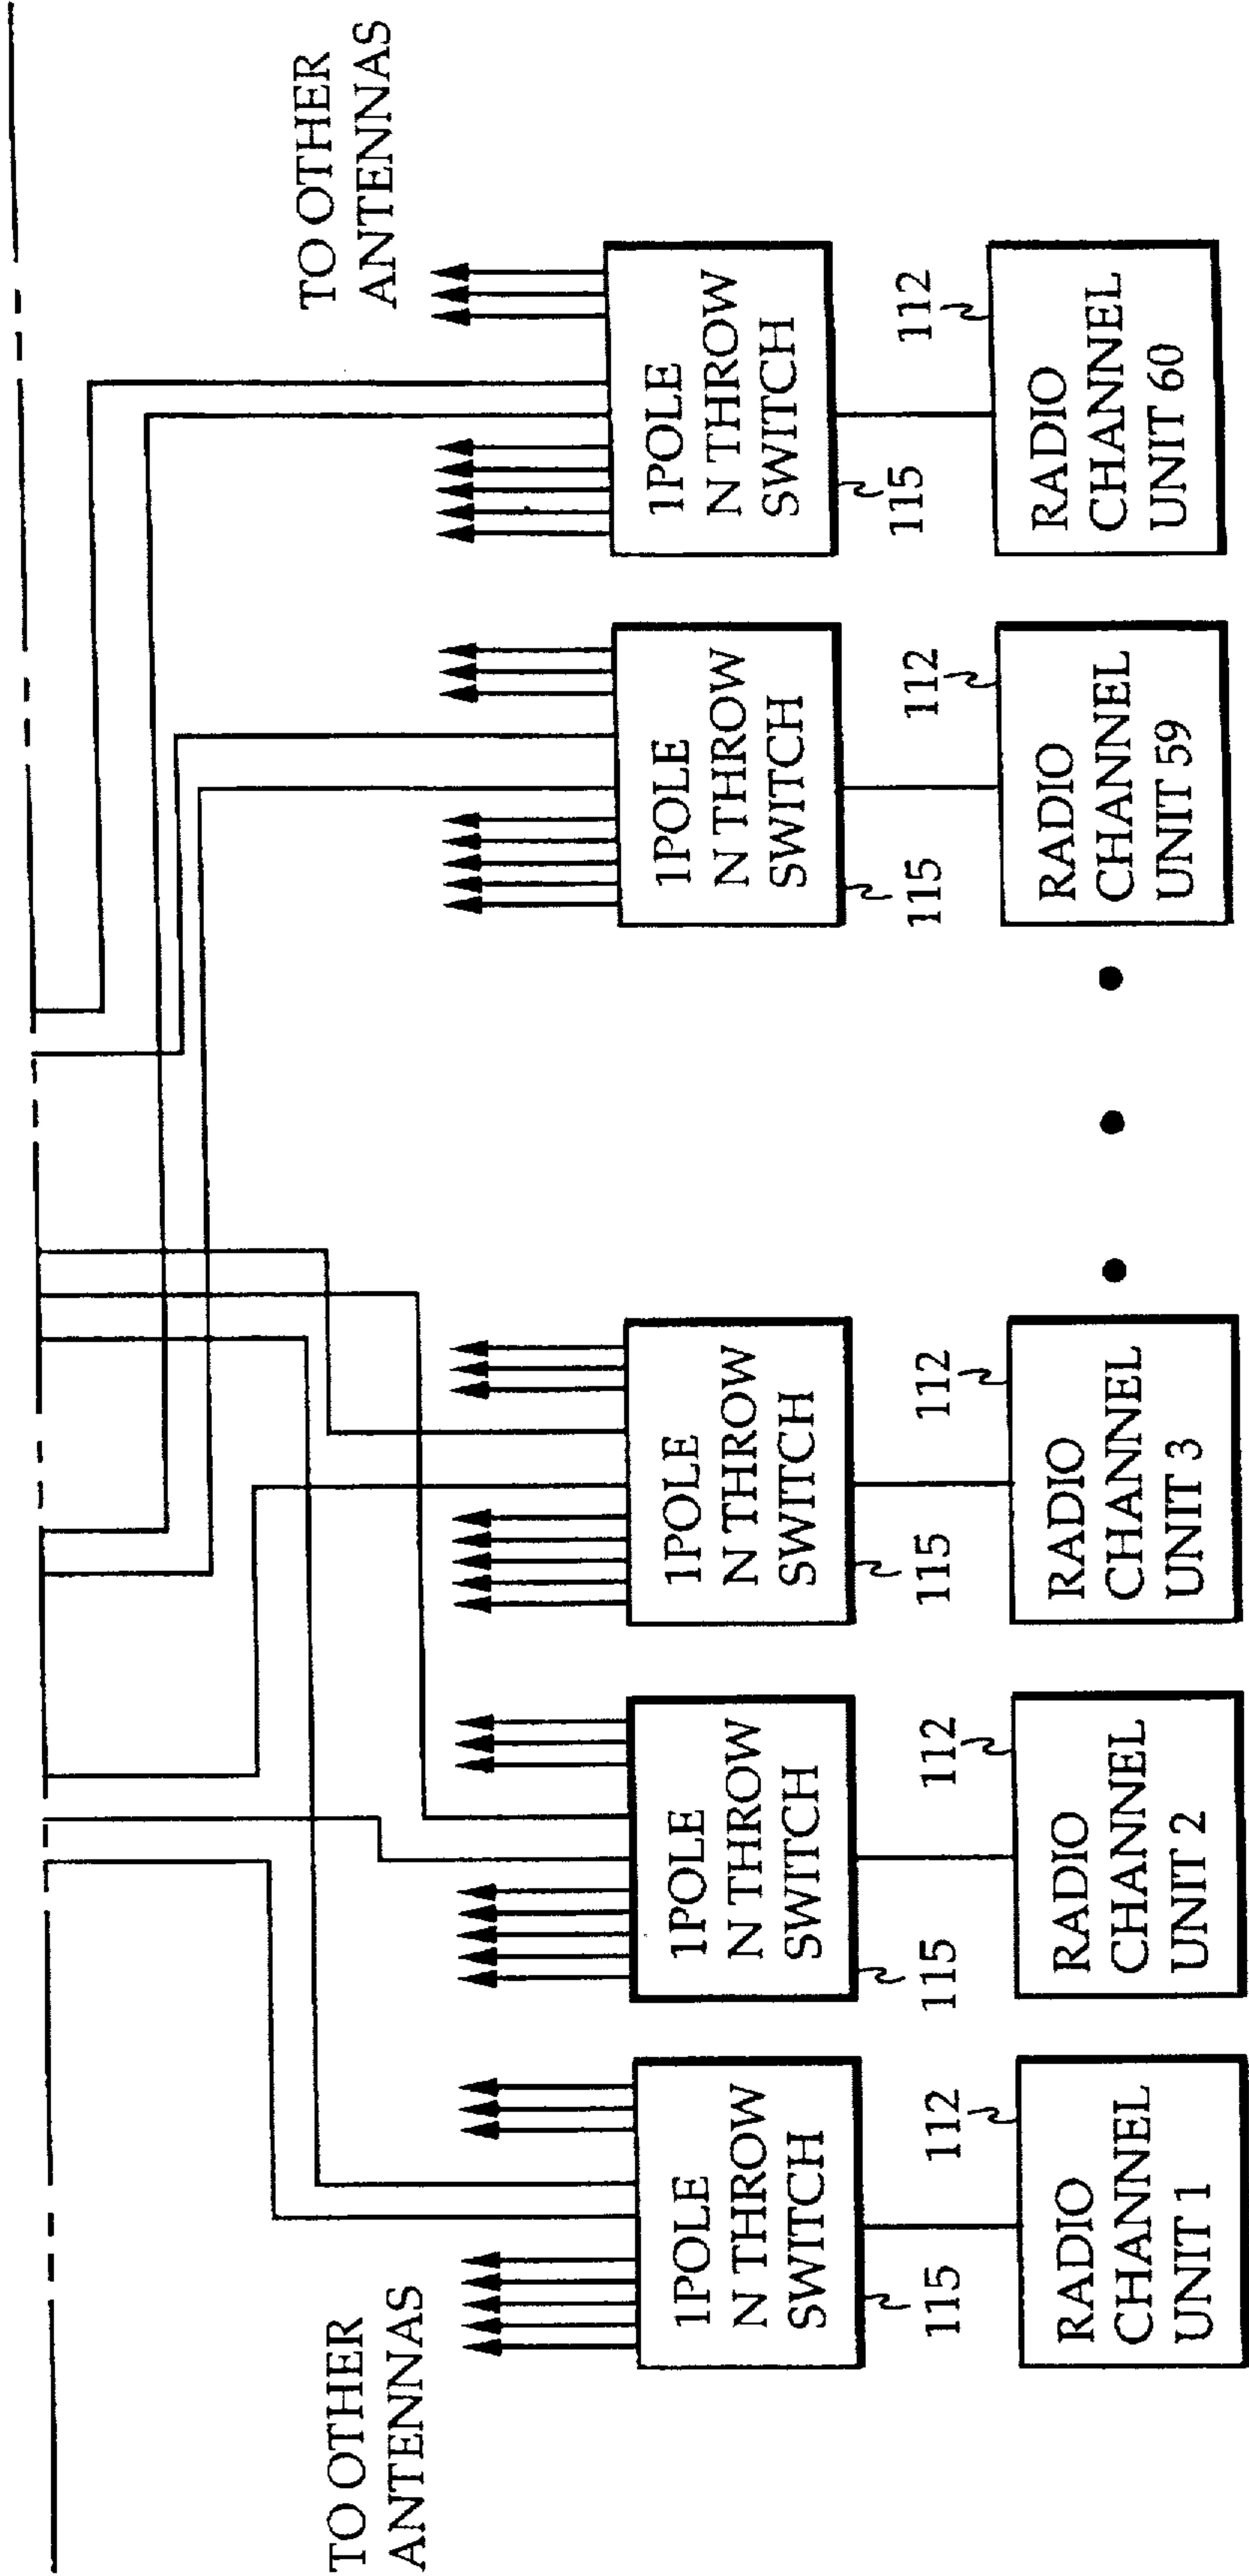 TO OTHER
ANTENNAS
TO OTHER
ANTENNAS
1POLE
N THROW
SWITCH
1POLE
N THROW
SWITCH
1POLE
N THROW
SWITCH
1POLE
N THROW
SWITCH
1POLE
N THROW
SWITCH
115
112
115
112
115
112
115
112
115
112
RADIO
CHANNEL
UNIT 1
RADIO
CHANNEL
UNIT 2
RADIO
CHANNEL
UNIT 3
RADIO
CHANNEL
UNIT 59
RADIO
CHANNEL
UNIT 60